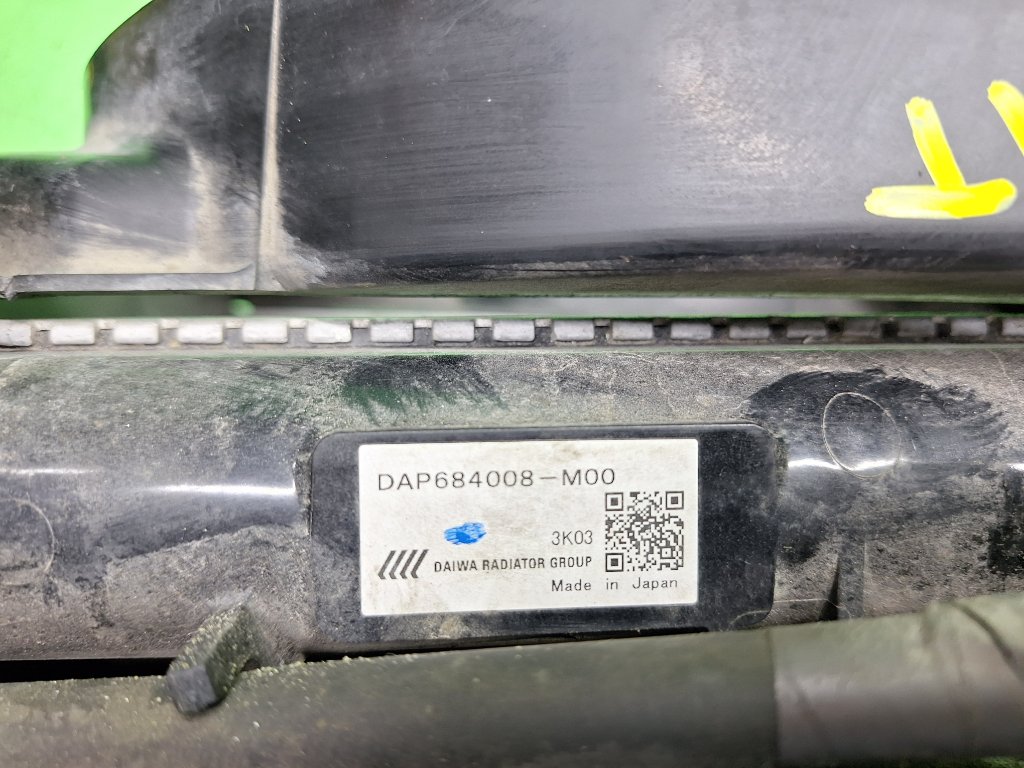 DAP684008-M00
3K03
DAIWA RADIATOR GROUP
Made in Japan